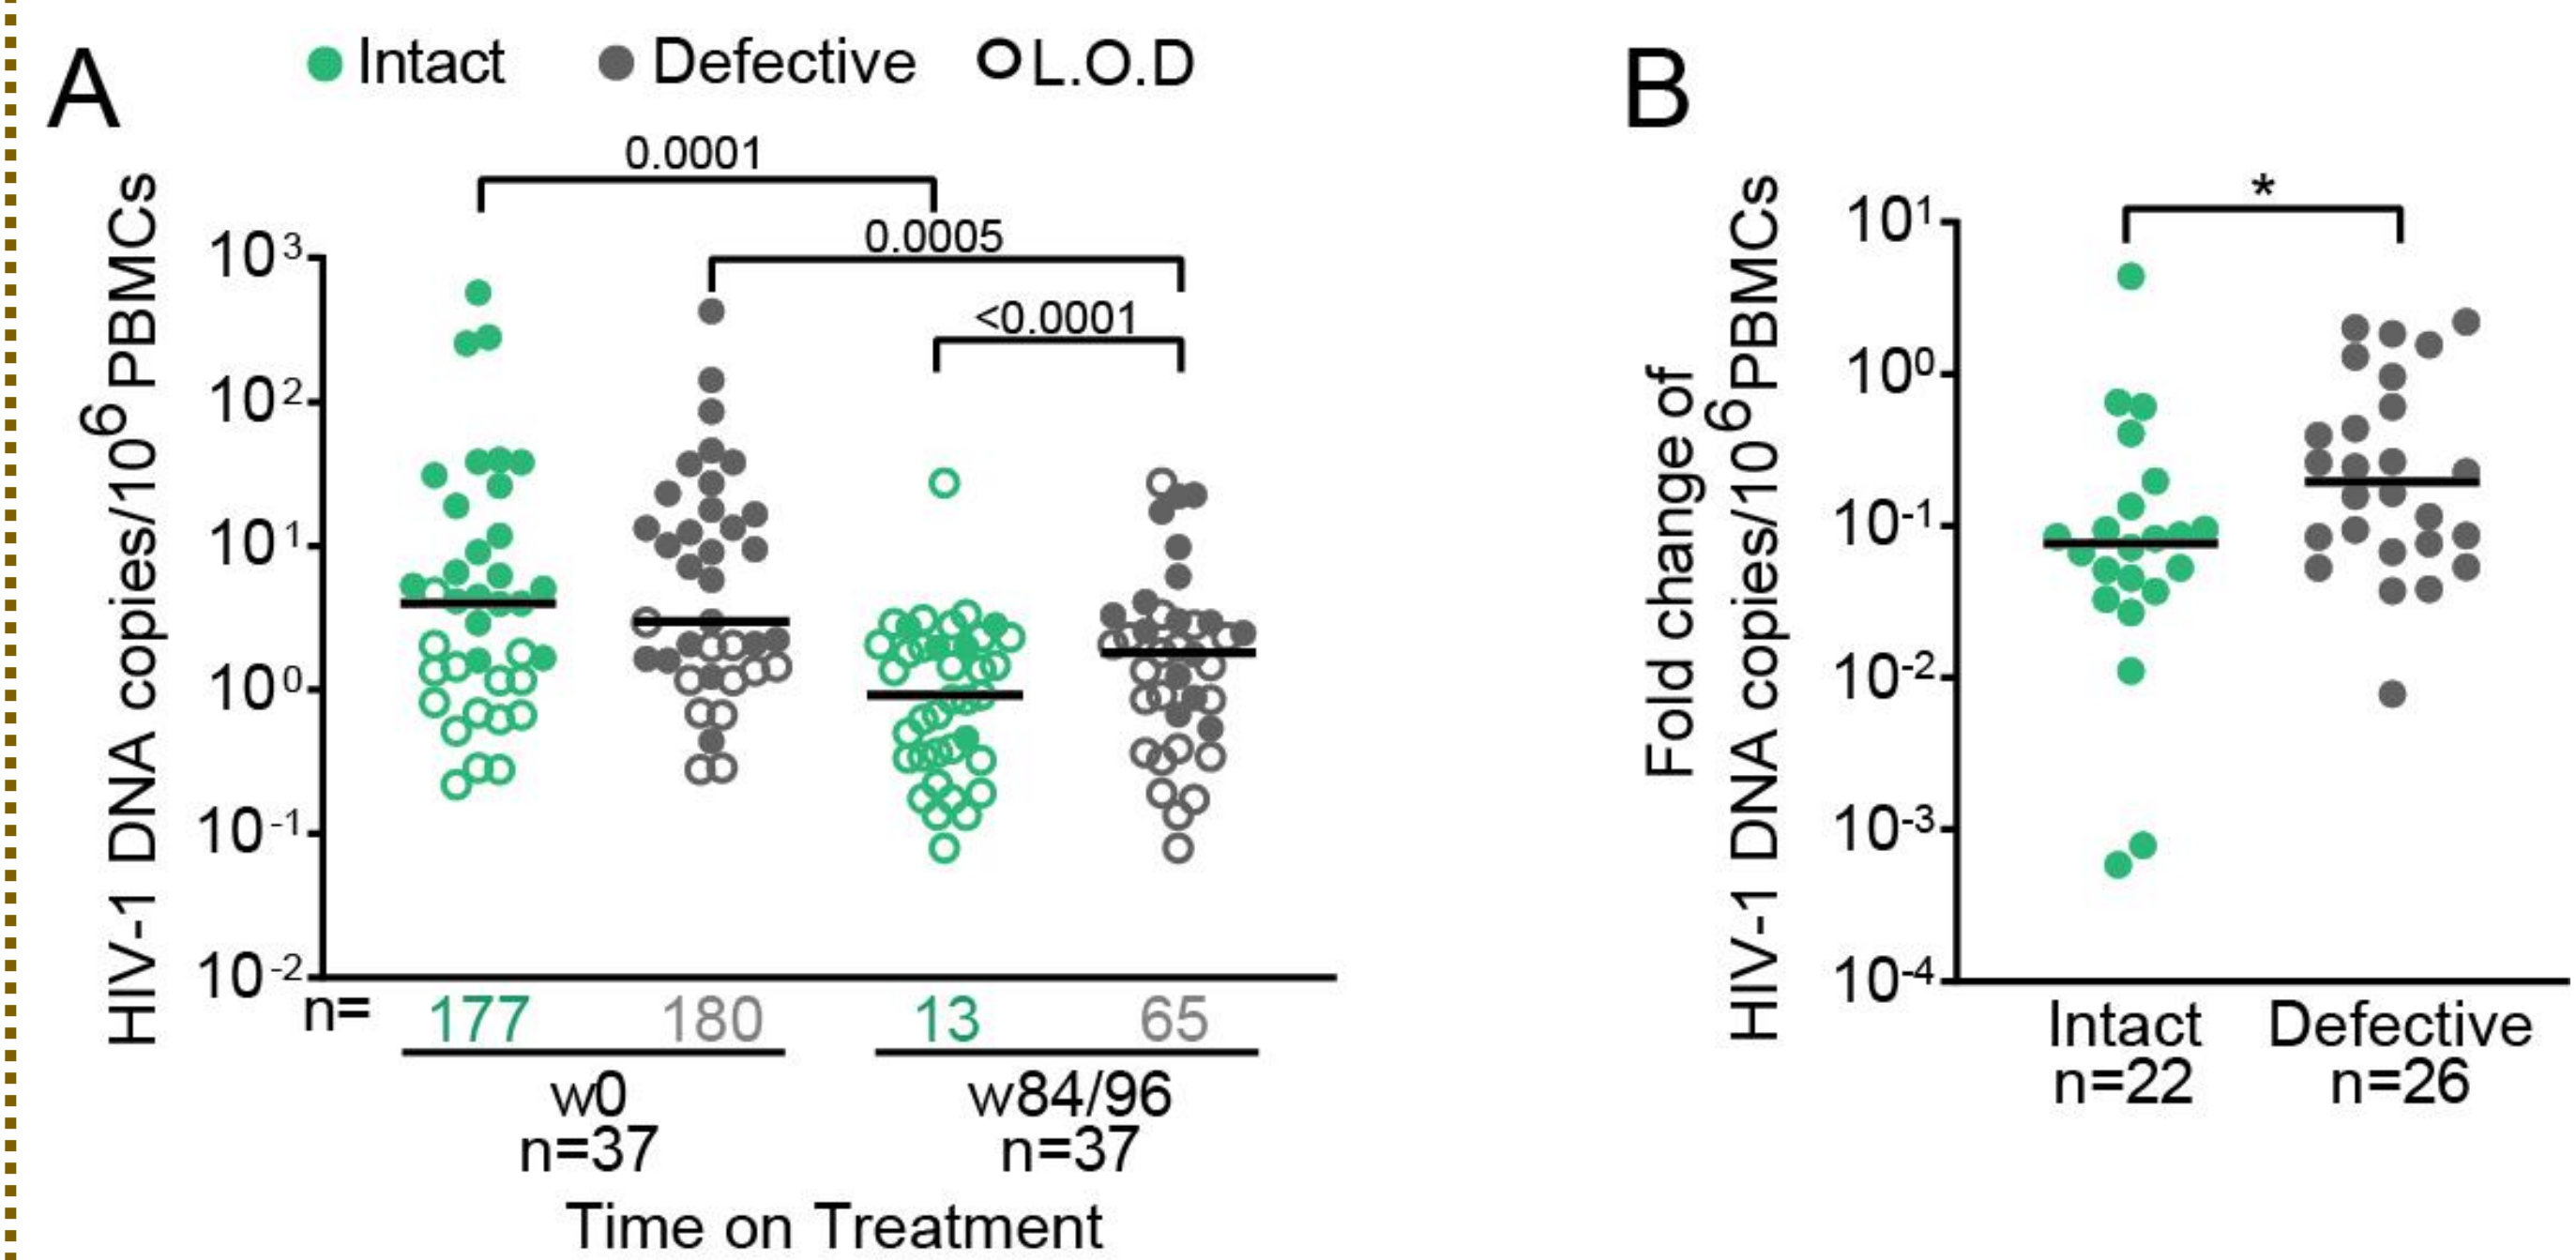 A
Intact Defective L.O.D
0.0001
0.0005
<0.0001
HIV-1 DNA copies/10⁶ PBMCs
10³
10²
10¹
10⁰
10⁻¹
10⁻²
n= 177 180 13 65
w0 w84/96
n=37 n=37
Time on Treatment
B
*
Fold change of
HIV-1 DNA copies/10⁶PBMCs
10¹
10⁰
10⁻¹
10⁻²
10⁻³
10⁻⁴
Intact Defective
n=22 n=26